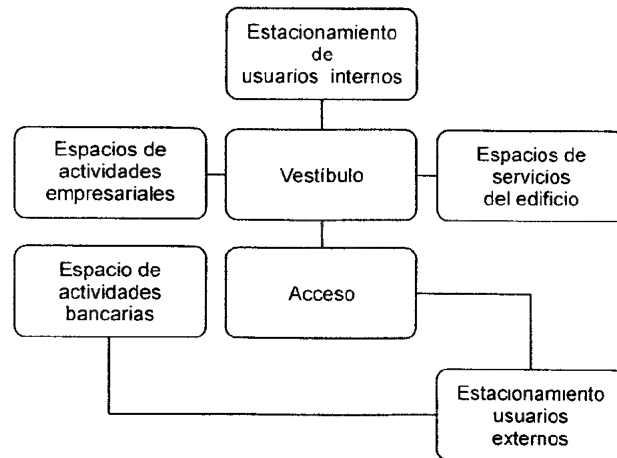 Estacionamiento
de
usuarios internos
Espacios de
actividades
empresariales
Vestíbulo
Espacios de
servicios
del edificio
Espacio de
actividades
bancarias
Acceso
Estacionamiento
usuarios
externos